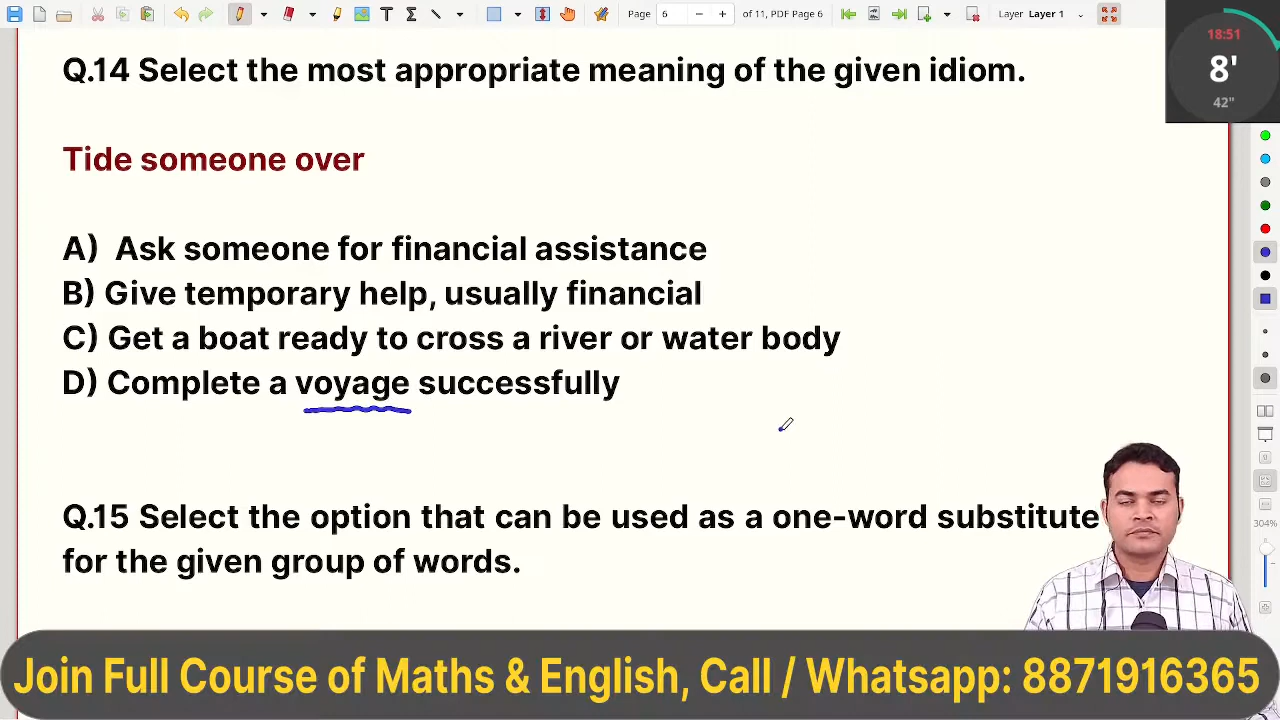 Page 6 of 11, PDF Page 6 Layer Layer 1
18:51
8'
42"
Q.14 Select the most appropriate meaning of the given idiom.
Tide someone over
A) Ask someone for financial assistance
B) Give temporary help, usually financial
C) Get a boat ready to cross a river or water body
D) Complete a voyage successfully
Q.15 Select the option that can be used as a one-word substitute
for the given group of words.
304%
Join Full Course of Maths & English, Call / Whatsapp: 8871916365